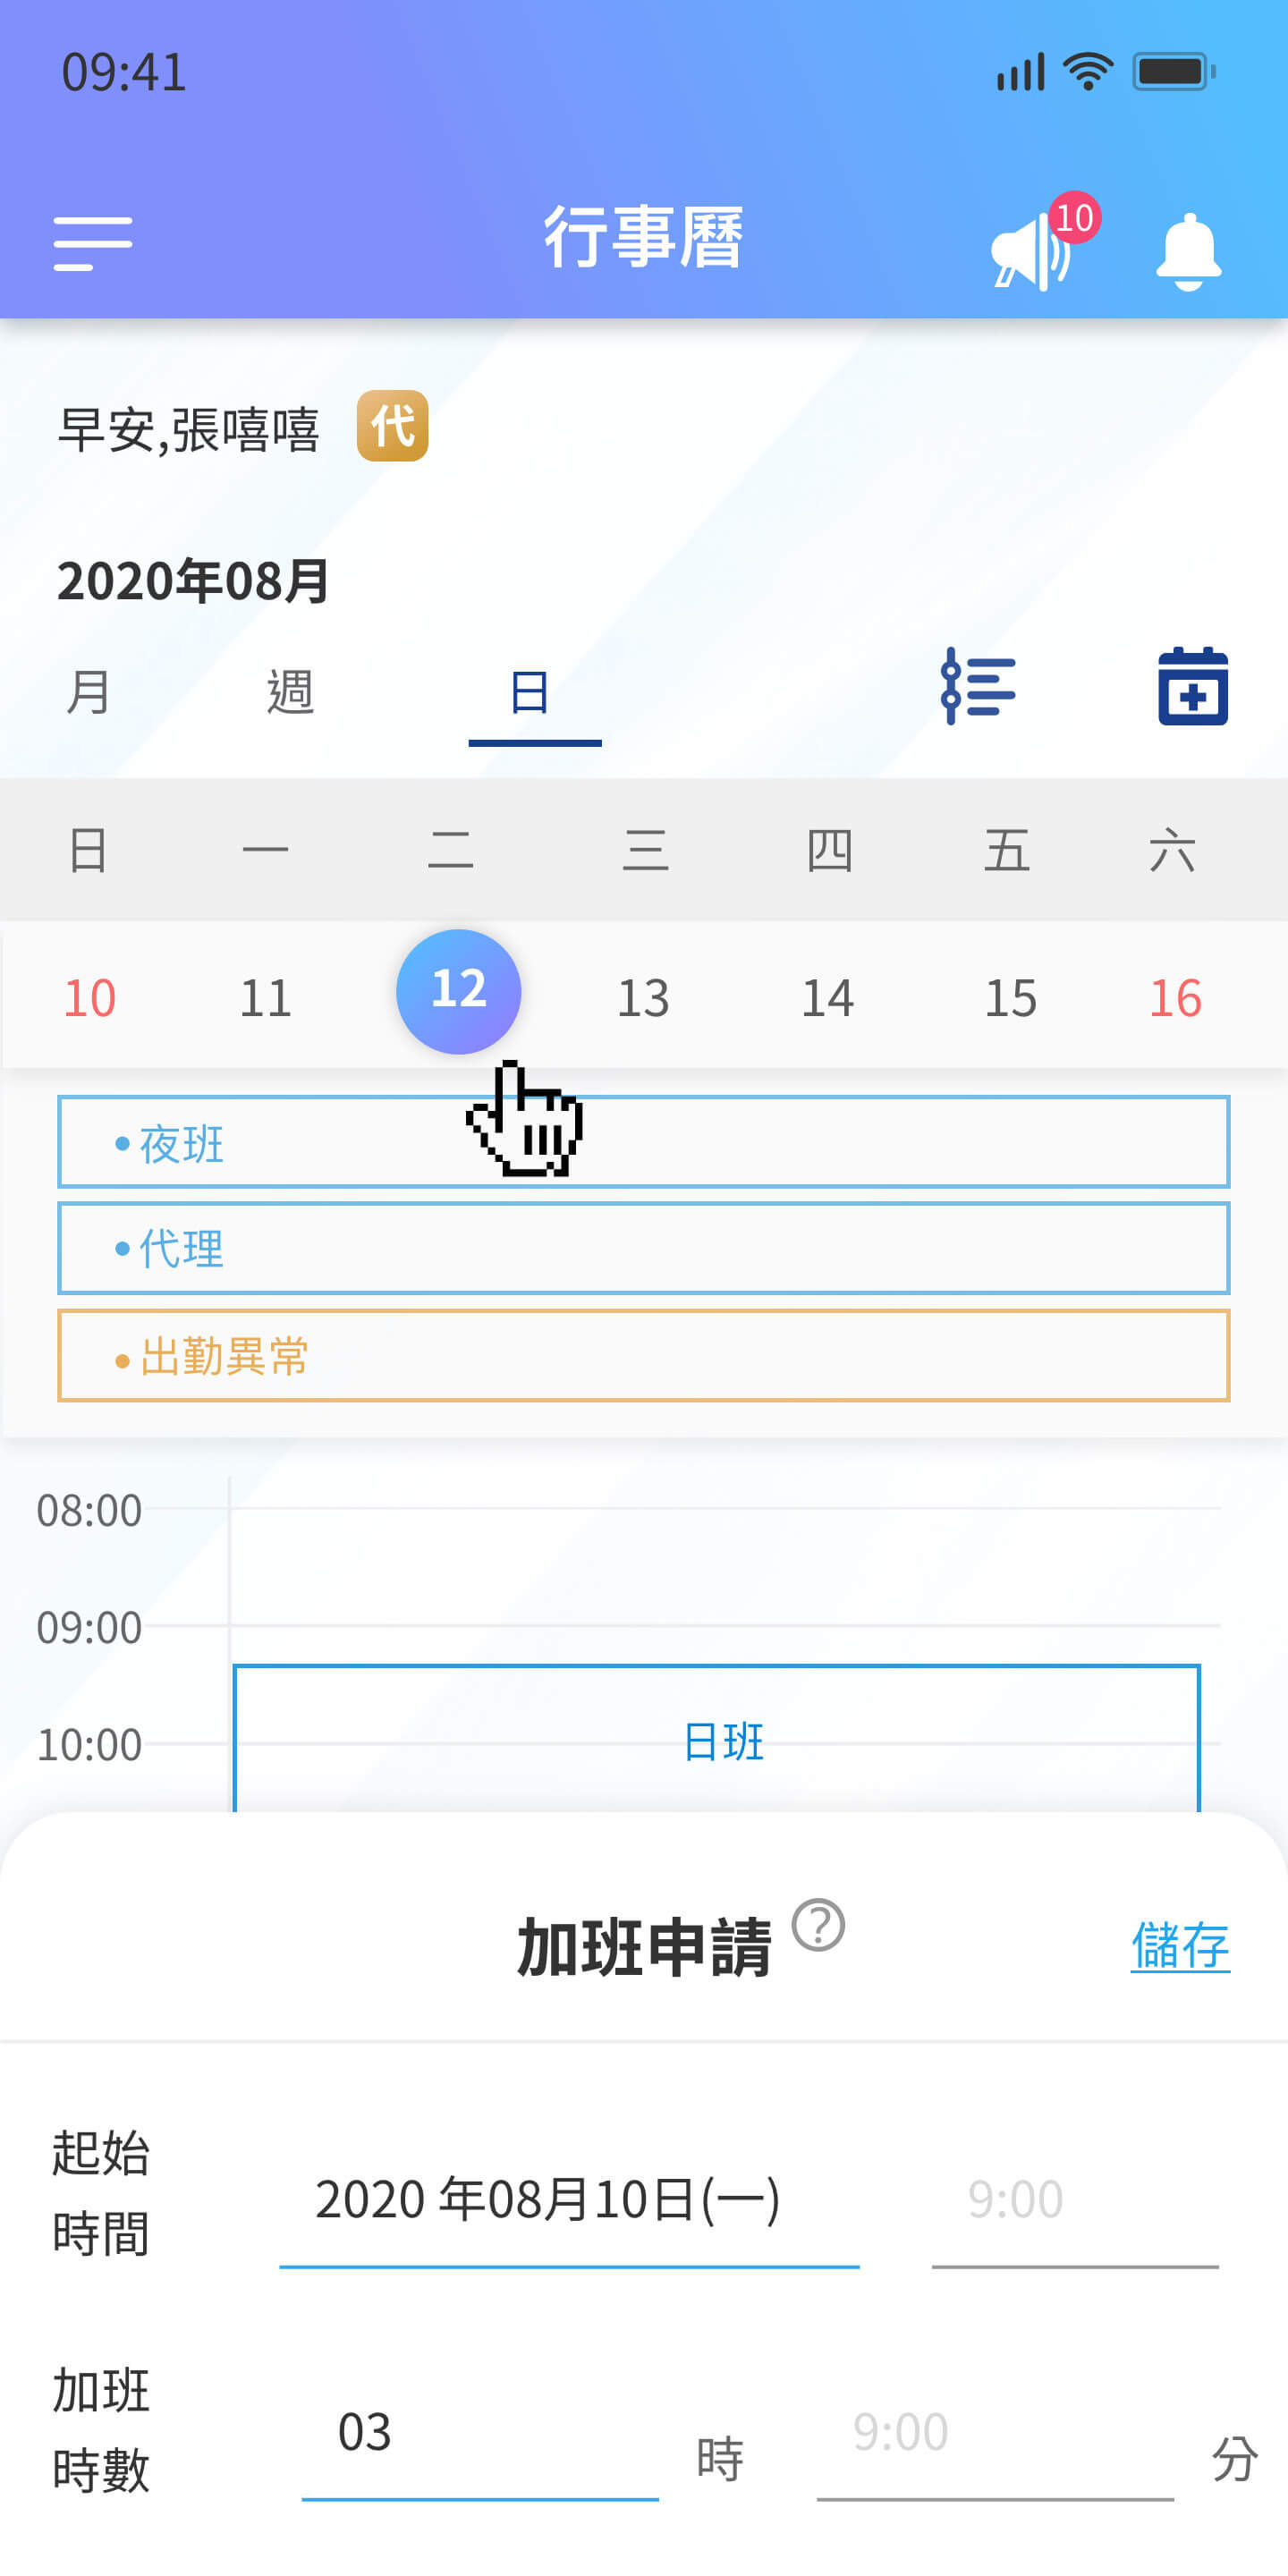 09:41
行事曆
10
早安,張嘻嘻 代
2020年08月
月 週 日
日 一 二 三 四 五 六
10 11 12 13 14 15 16
夜班
代理
出勤異常
08:00
09:00
10:00
日班
加班申請 ? 儲存
起始
時間
2020 年08月10日(一) 9:00
加班
時數
03 時 9:00 分